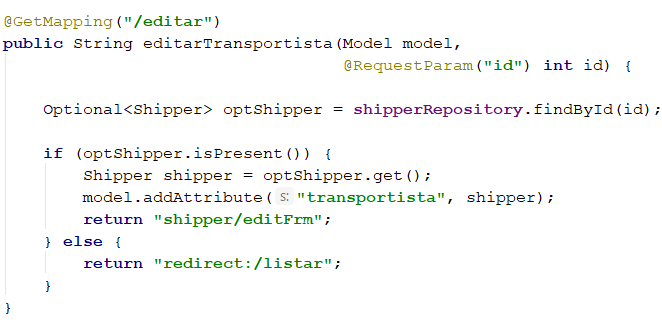 @GetMapping("/editar")
public String editarTransportista(Model model,
                                  @RequestParam("id") int id) {

    Optional<Shipper> optShipper = shipperRepository.findById(id);

    if (optShipper.isPresent()) {
        Shipper shipper = optShipper.get();
        model.addAttribute( s: "transportista", shipper);
        return "shipper/editFrm";
    } else {
        return "redirect:/listar";
    }
}